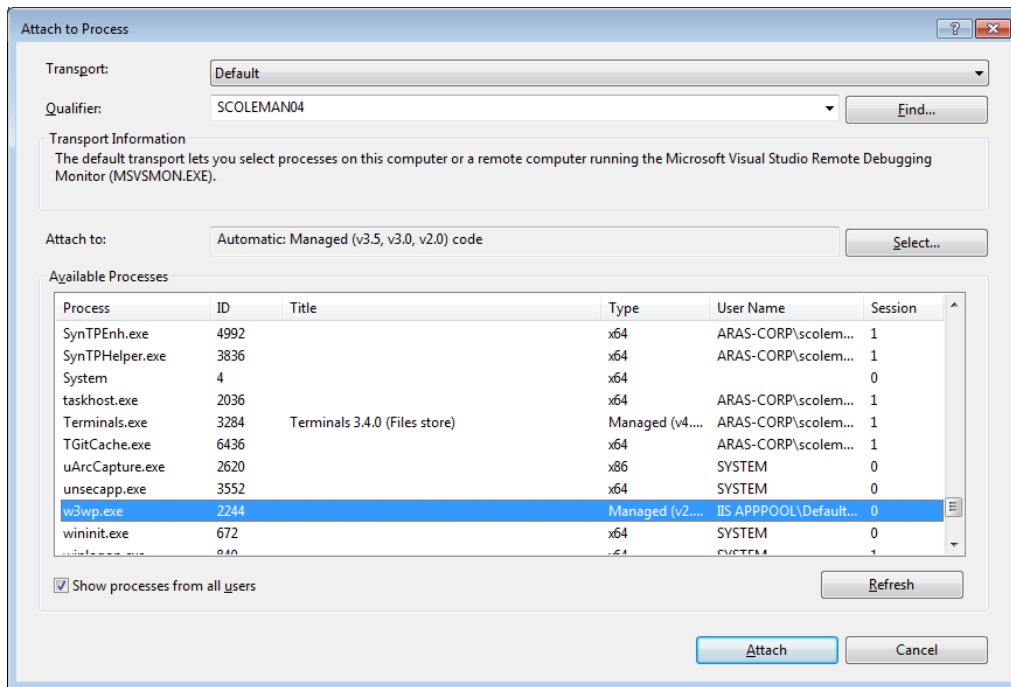 Attach to Process
Transport:
Default
Qualifier:
SCOLEMAN04
Find...
Transport Information
The default transport lets you select processes on this computer or a remote computer running the Microsoft Visual Studio Remote Debugging
Monitor (MSVSMON.EXE).
Attach to:
Automatic: Managed (v3.5, v3.0, v2.0) code
Select...
Available Processes
Process ID Title Type User Name Session
SynTPEnh.exe 4992 x64 ARAS-CORP\scolem... 1
SynTPHelper.exe 3836 x64 ARAS-CORP\scolem... 1
System 4 x64 0
taskhost.exe 2036 x64 ARAS-CORP\scolem... 1
Terminals.exe 3284 Terminals 3.4.0 (Files store) Managed (v4.... ARAS-CORP\scolem... 1
TGitCache.exe 6436 x64 ARAS-CORP\scolem... 1
uArcCapture.exe 2620 x86 SYSTEM 0
unsecapp.exe 3552 x64 SYSTEM 0
w3wp.exe 2244 Managed (v2.... IIS APPPOOL\Default... 0
wininit.exe 672 x64 SYSTEM 0
Show processes from all users
Refresh
Attach
Cancel